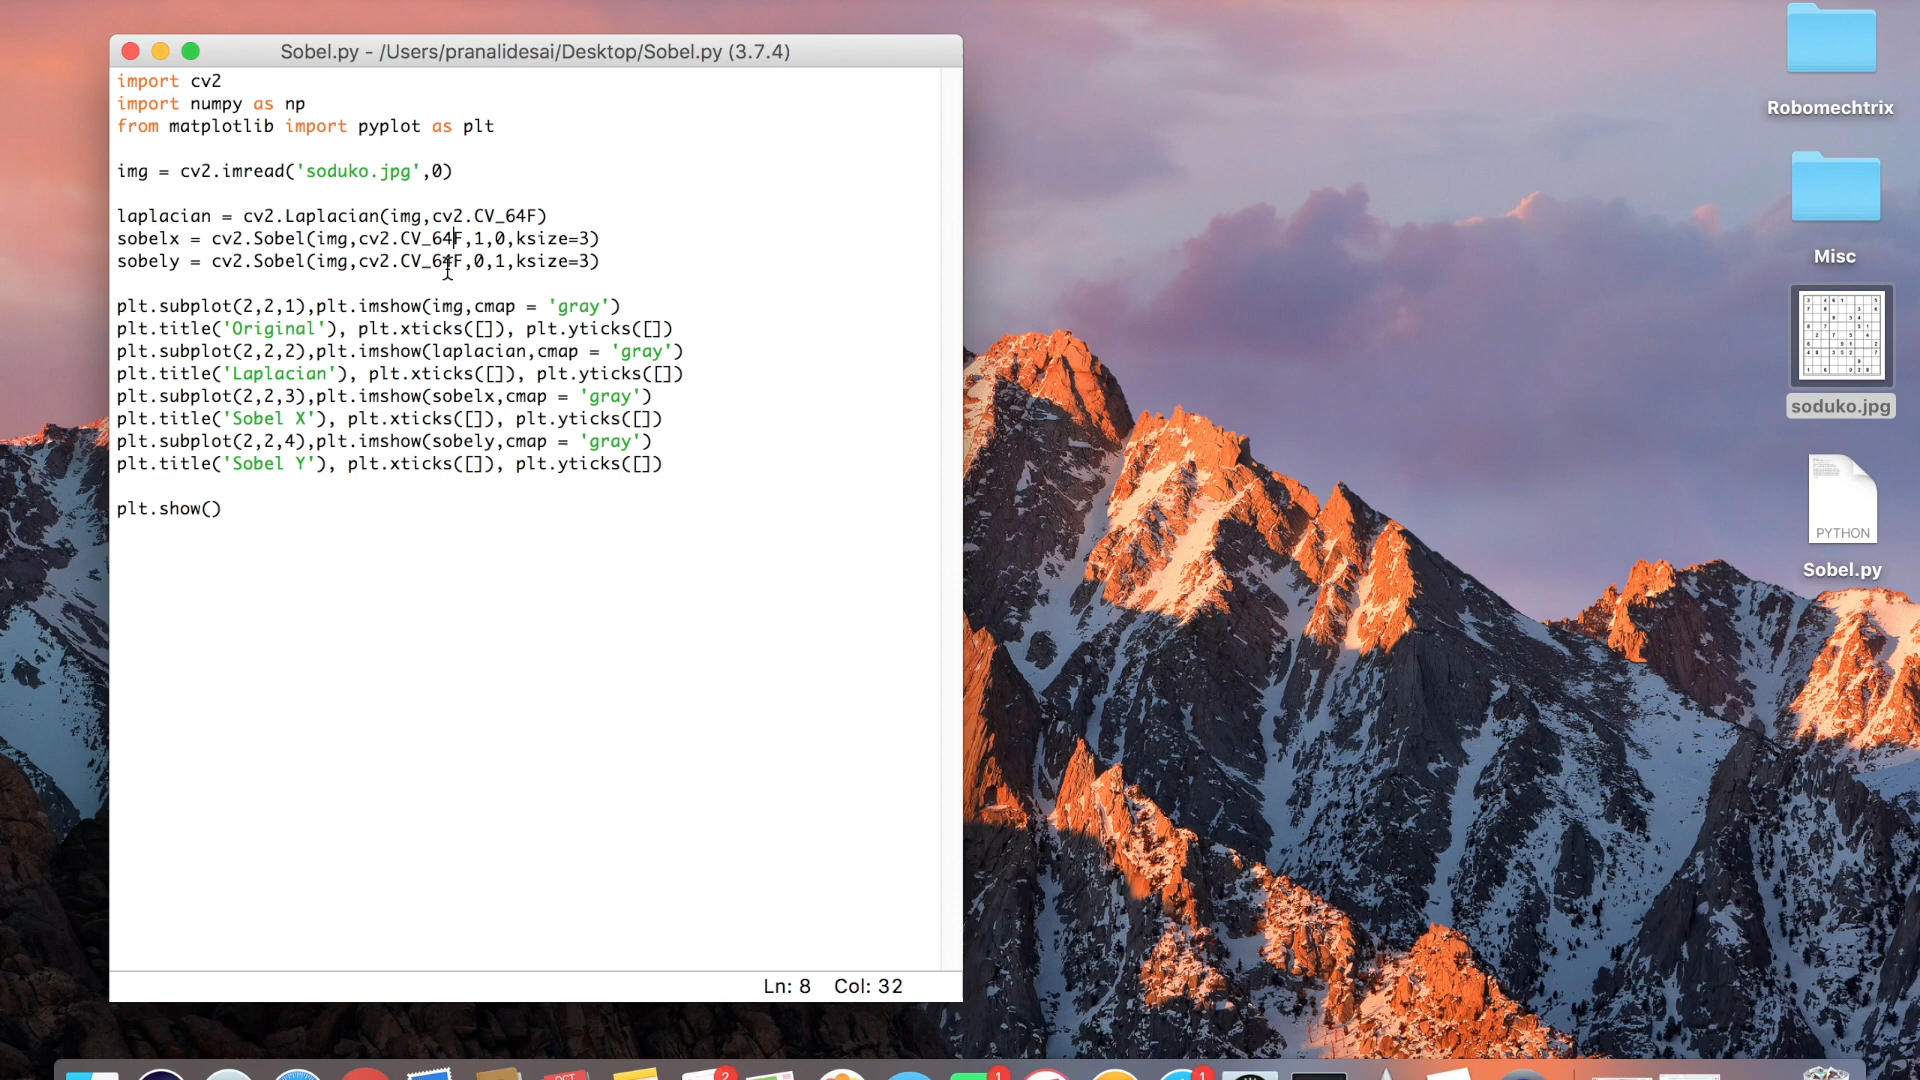 Sobel.py - /Users/pranalidesai/Desktop/Sobel.py (3.7.4)
import cv2
import numpy as np
from matplotlib import pyplot as plt
img = cv2.imread('soduko.jpg',0)
laplacian = cv2.Laplacian(img,cv2.CV_64F)
sobelx = cv2.Sobel(img,cv2.CV_64F,1,0,ksize=3)
sobely = cv2.Sobel(img,cv2.CV_64F,0,1,ksize=3)
plt.subplot(2,2,1),plt.imshow(img,cmap = 'gray')
plt.title('Original'), plt.xticks([]), plt.yticks([])
plt.subplot(2,2,2),plt.imshow(laplacian,cmap = 'gray')
plt.title('Laplacian'), plt.xticks([]), plt.yticks([])
plt.subplot(2,2,3),plt.imshow(sobelx,cmap = 'gray')
plt.title('Sobel X'), plt.xticks([]), plt.yticks([])
plt.subplot(2,2,4),plt.imshow(sobely,cmap = 'gray')
plt.title('Sobel Y'), plt.xticks([]), plt.yticks([])
plt.show()
Ln: 8 Col: 32
Robomechtrix
Misc
soduko.jpg
PYTHON
Sobel.py
OCT
2
1
1